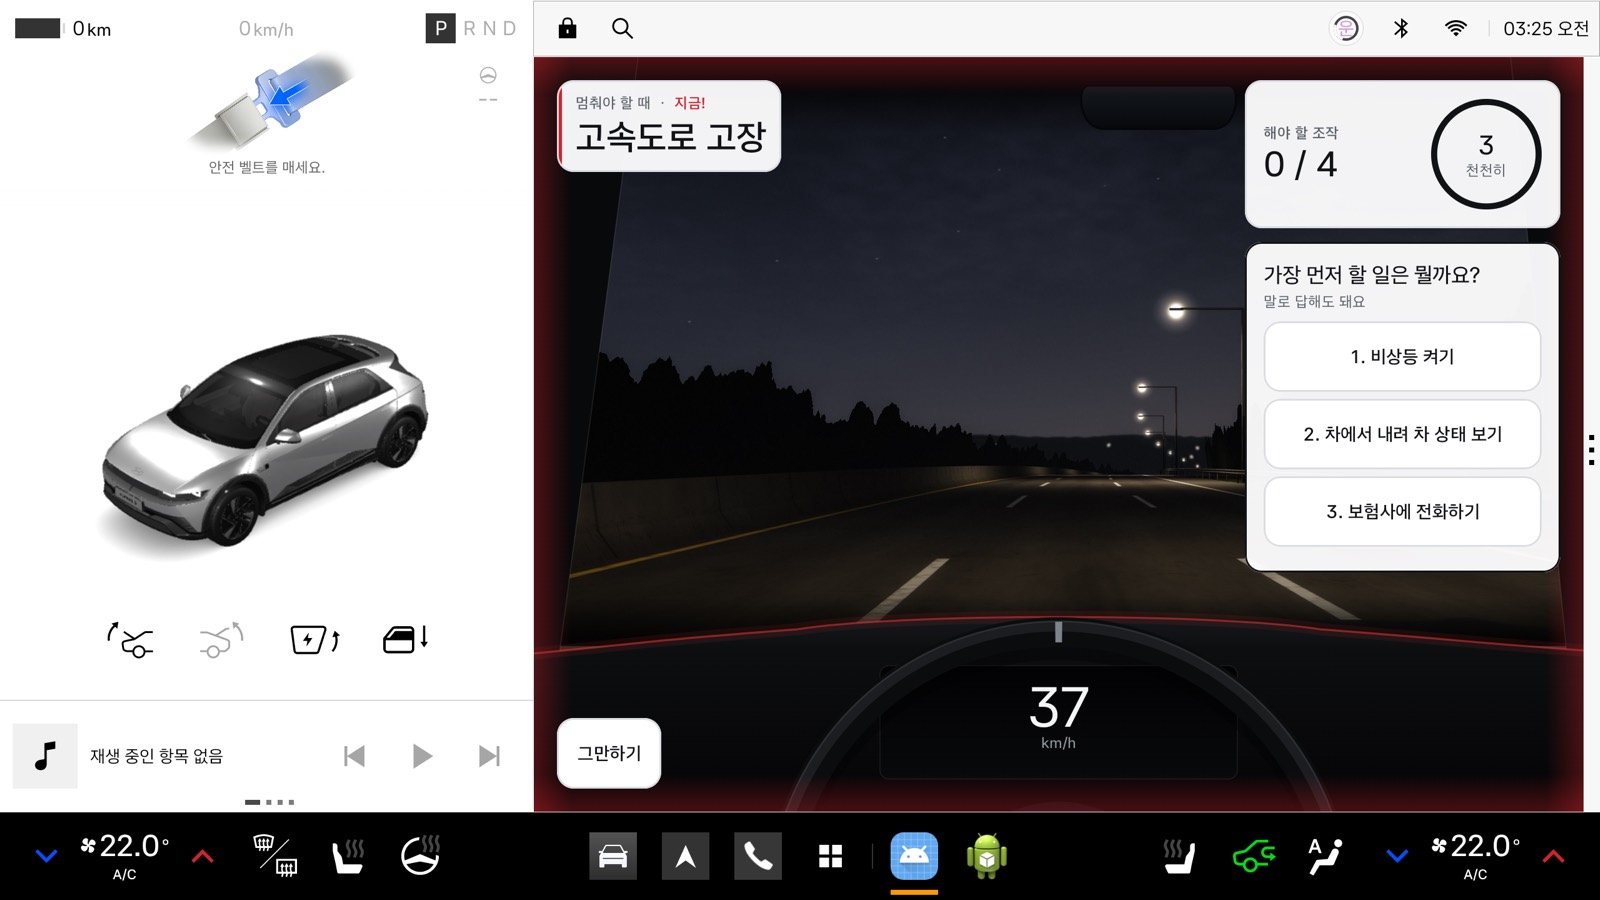 0 km
0 km/h
P R N D
운
03:25 오전
안전 벨트를 매세요.
--
멈춰야 할 때 · 지금!
고속도로 고장
해야 할 조작
0 / 4
3
천천히
가장 먼저 할 일은 뭘까요?
말로 답해도 돼요
1. 비상등 켜기
2. 차에서 내려 차 상태 보기
3. 보험사에 전화하기
37
km/h
그만하기
재생 중인 항목 없음
22.0°
A/C
A
22.0°
A/C